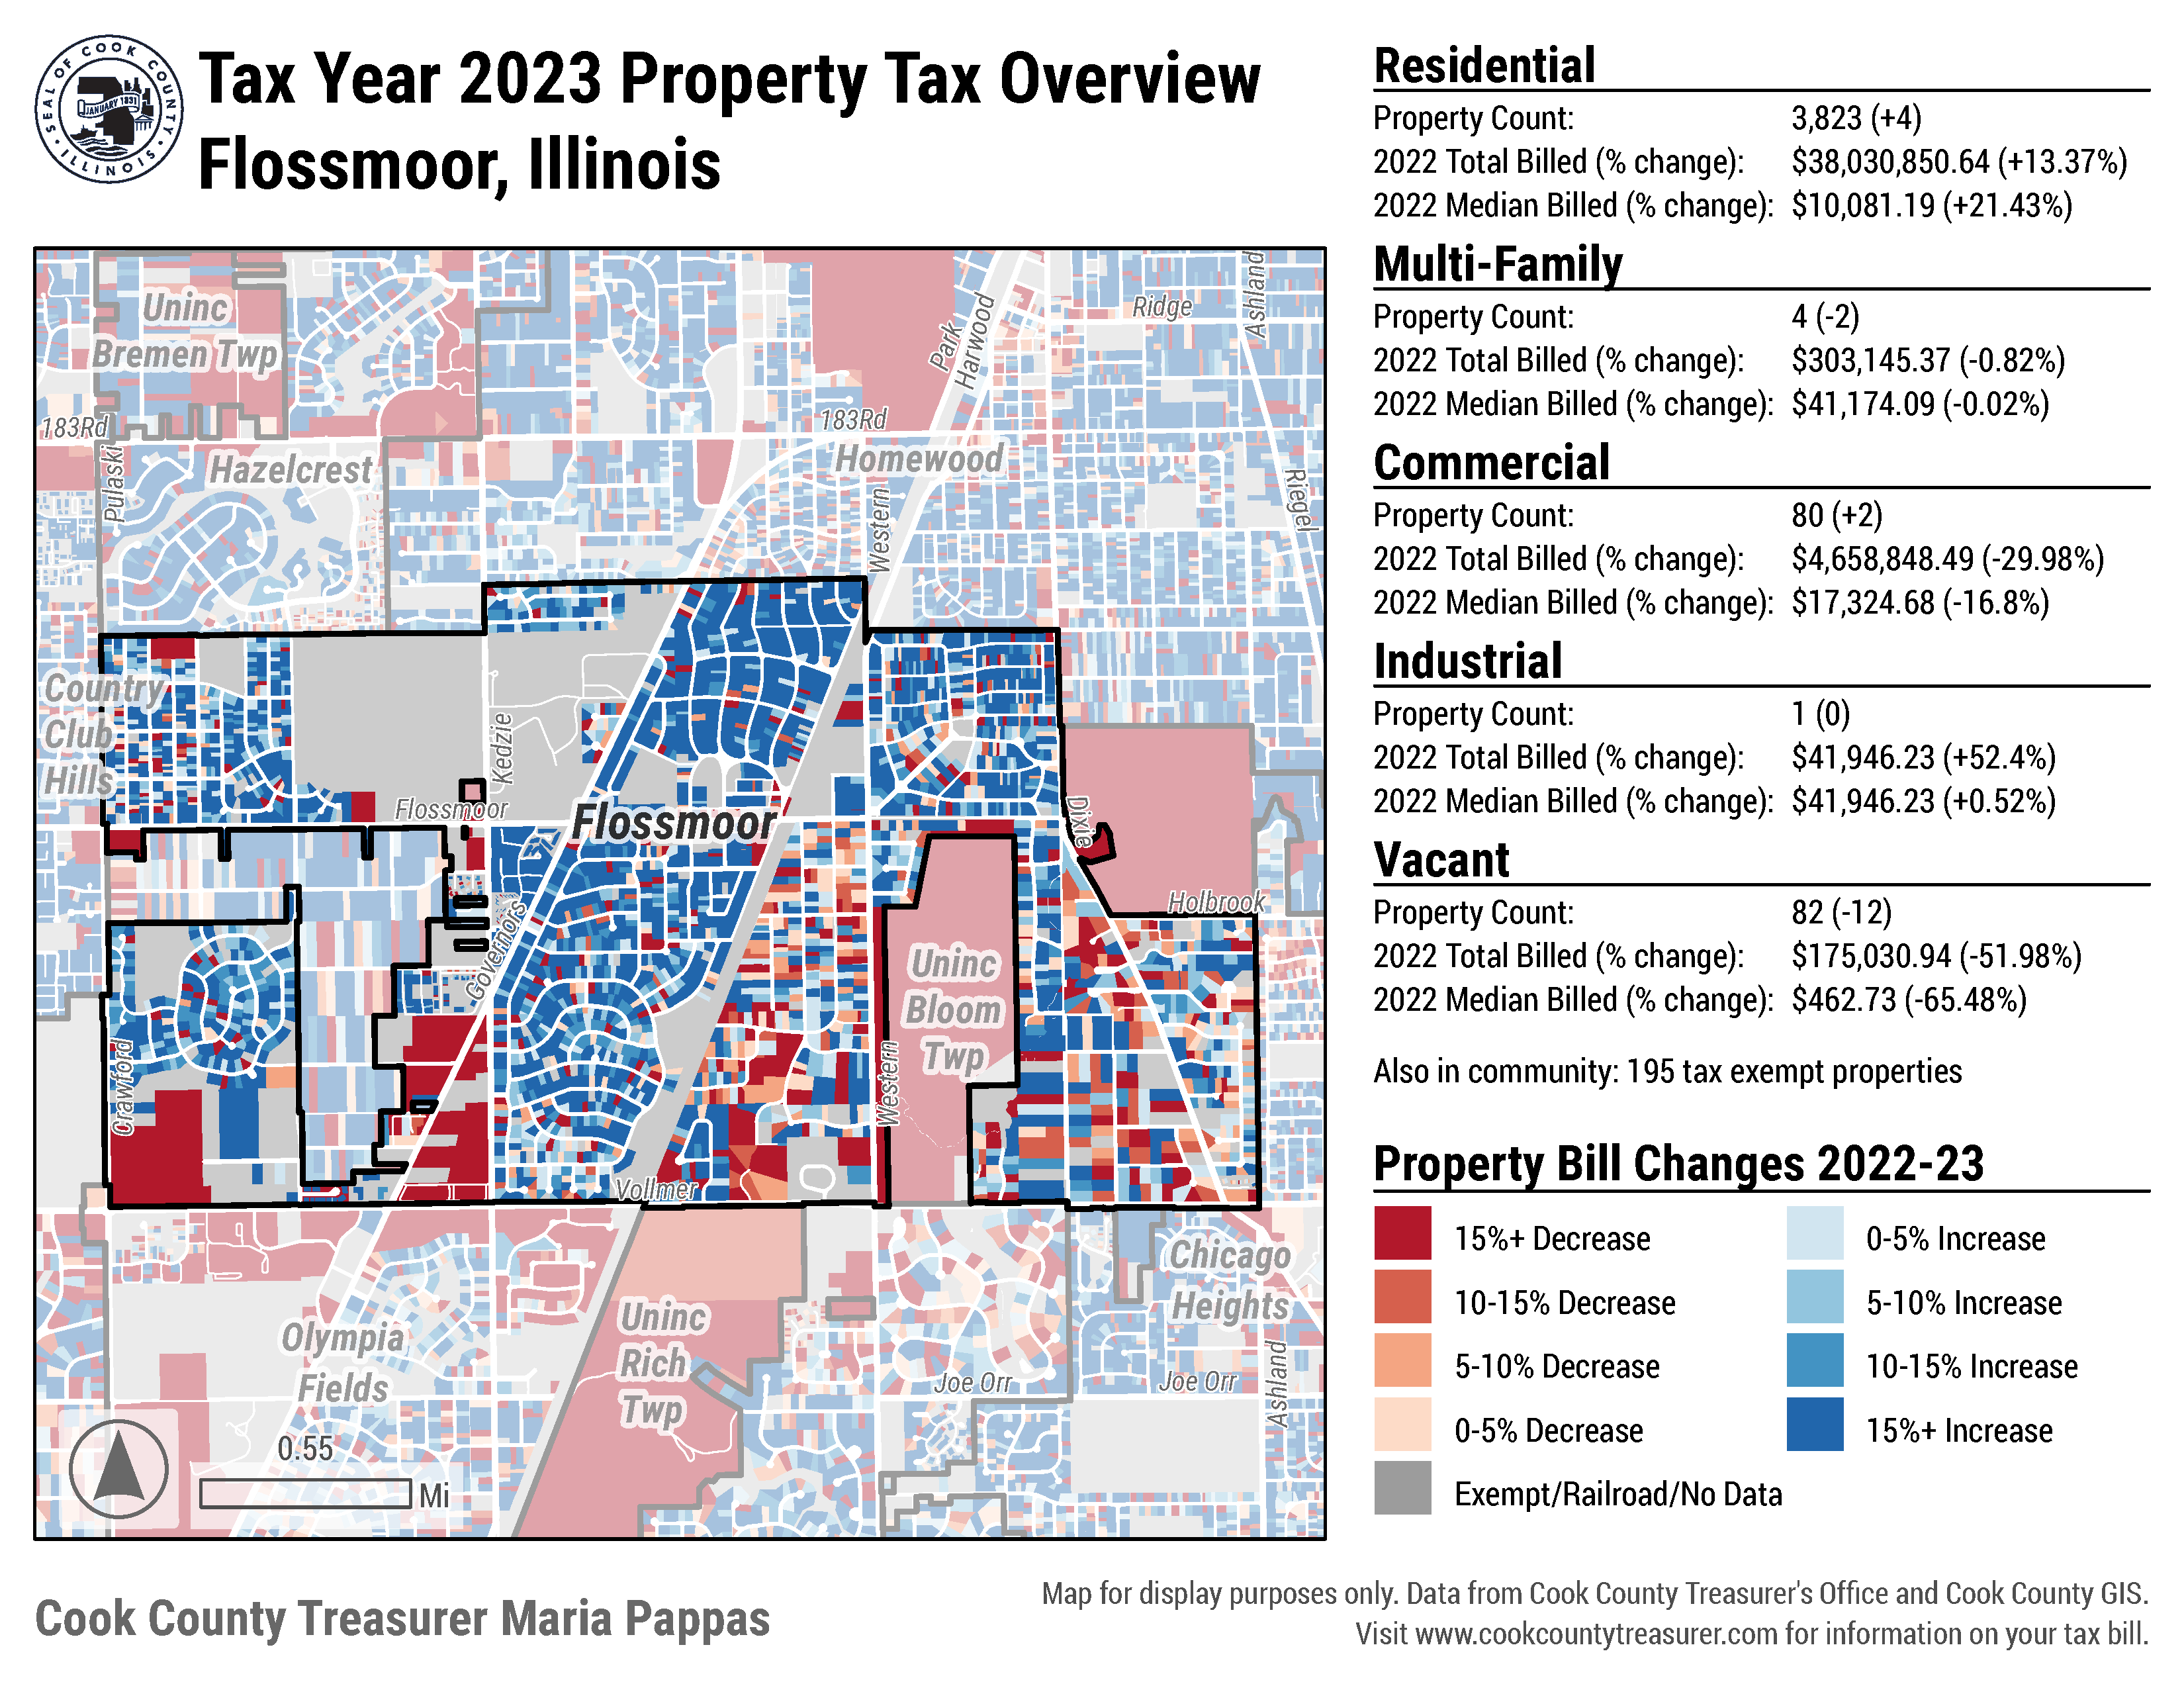 SEAL OF COOK COUNTY
JANUARY 1831
ILLINOIS
Tax Year 2023 Property Tax Overview
Flossmoor, Illinois
Uninc
Bremen Twp
183Rd
Pulaski
Hazelcrest
Park
Harwood
Ridge
Ashland
183Rd
Homewood
Western
Riegel
Country
Club
Hills
Kedzie
Flossmoor
Flossmoor
Dixie
Holbrook
Governors
Uninc
Bloom
Twp
Crawford
Western
Vollmer
Olympia
Fields
Uninc
Rich
Twp
Chicago
Heights
Joe Orr
Joe Orr
Ashland
0.55
Mi
Residential
Property Count: 3,823 (+4)
2022 Total Billed (% change): $38,030,850.64 (+13.37%)
2022 Median Billed (% change): $10,081.19 (+21.43%)
Multi-Family
Property Count: 4 (-2)
2022 Total Billed (% change): $303,145.37 (-0.82%)
2022 Median Billed (% change): $41,174.09 (-0.02%)
Commercial
Property Count: 80 (+2)
2022 Total Billed (% change): $4,658,848.49 (-29.98%)
2022 Median Billed (% change): $17,324.68 (-16.8%)
Industrial
Property Count: 1 (0)
2022 Total Billed (% change): $41,946.23 (+52.4%)
2022 Median Billed (% change): $41,946.23 (+0.52%)
Vacant
Property Count: 82 (-12)
2022 Total Billed (% change): $175,030.94 (-51.98%)
2022 Median Billed (% change): $462.73 (-65.48%)
Also in community: 195 tax exempt properties
Property Bill Changes 2022-23
15%+ Decrease
10-15% Decrease
5-10% Decrease
0-5% Decrease
Exempt/Railroad/No Data
0-5% Increase
5-10% Increase
10-15% Increase
15%+ Increase
Cook County Treasurer Maria Pappas
Map for display purposes only. Data from Cook County Treasurer's Office and Cook County GIS.
Visit www.cookcountytreasurer.com for information on your tax bill.